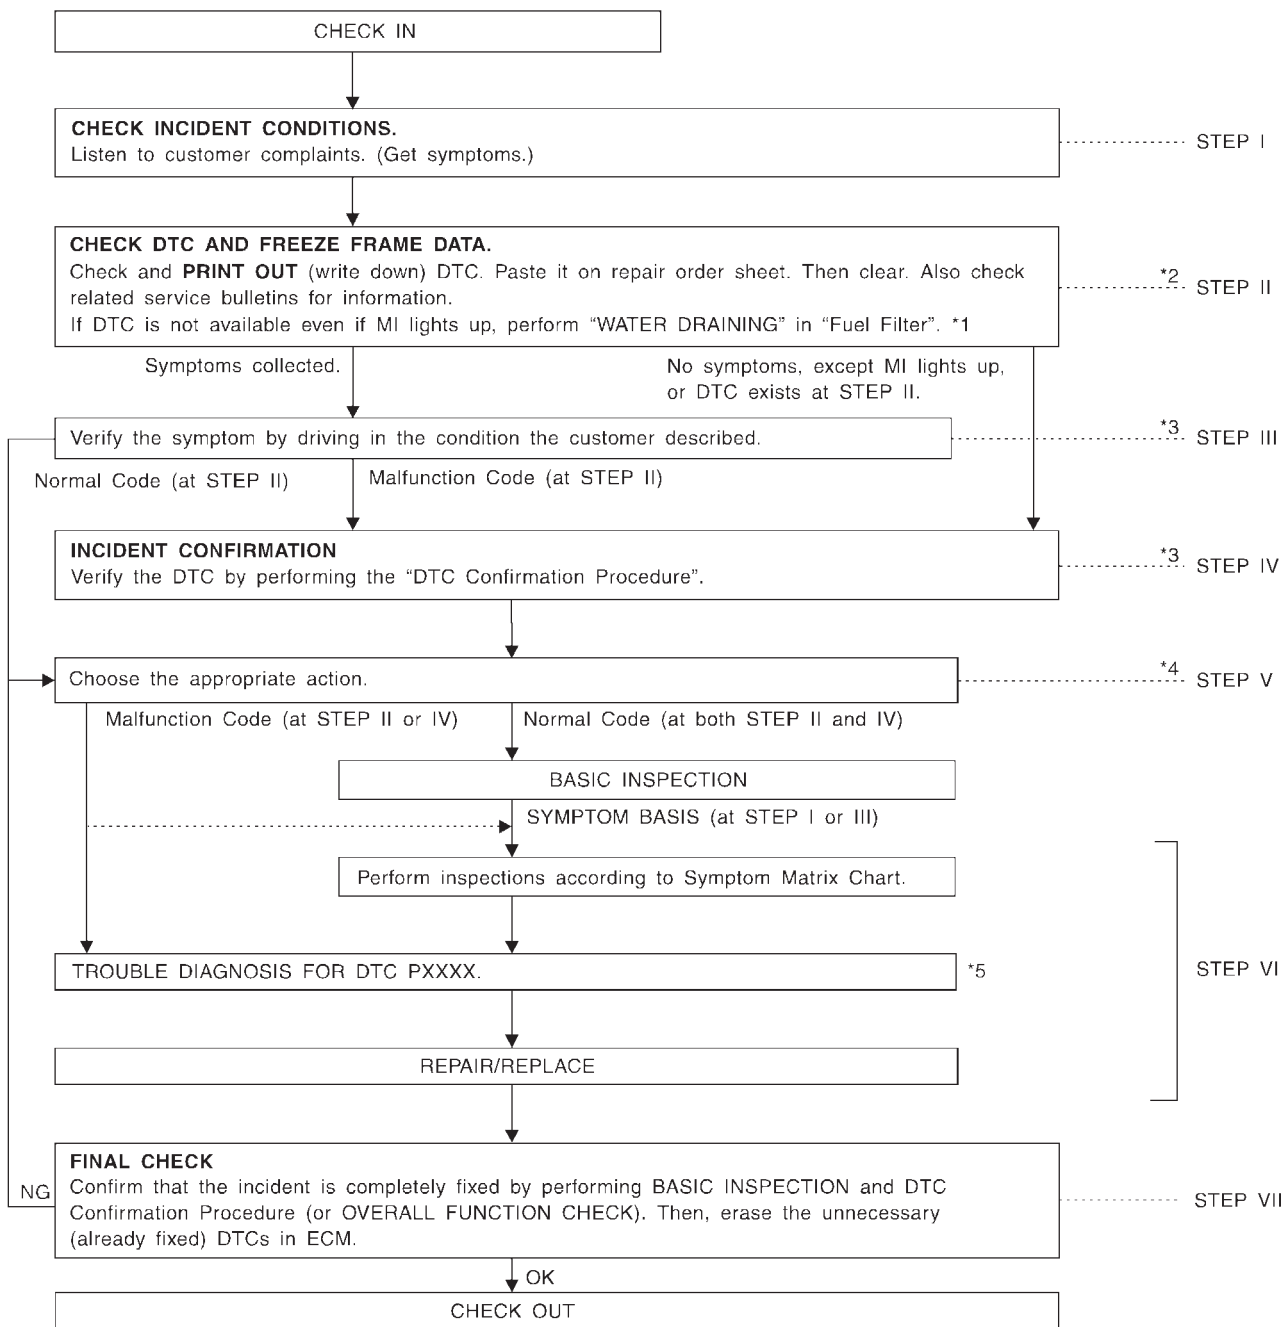 CHECK IN
CHECK INCIDENT CONDITIONS.
Listen to customer complaints. (Get symptoms.)
STEP I
CHECK DTC AND FREEZE FRAME DATA.
Check and PRINT OUT (write down) DTC. Paste it on repair order sheet. Then clear. Also check
related service bulletins for information.
If DTC is not available even if MI lights up, perform “WATER DRAINING” in “Fuel Filter”. *1
*2 STEP II
Symptoms collected.
No symptoms, except MI lights up,
or DTC exists at STEP II.
Verify the symptom by driving in the condition the customer described.
*3 STEP III
Normal Code (at STEP II)
Malfunction Code (at STEP II)
INCIDENT CONFIRMATION
Verify the DTC by performing the “DTC Confirmation Procedure”.
*3 STEP IV
Choose the appropriate action.
*4 STEP V
Malfunction Code (at STEP II or IV)
Normal Code (at both STEP II and IV)
BASIC INSPECTION
SYMPTOM BASIS (at STEP I or III)
Perform inspections according to Symptom Matrix Chart.
TROUBLE DIAGNOSIS FOR DTC PXXXX.
*5
STEP VI
REPAIR/REPLACE
FINAL CHECK
Confirm that the incident is completely fixed by performing BASIC INSPECTION and DTC
Confirmation Procedure (or OVERALL FUNCTION CHECK). Then, erase the unnecessary
(already fixed) DTCs in ECM.
NG
STEP VII
OK
CHECK OUT